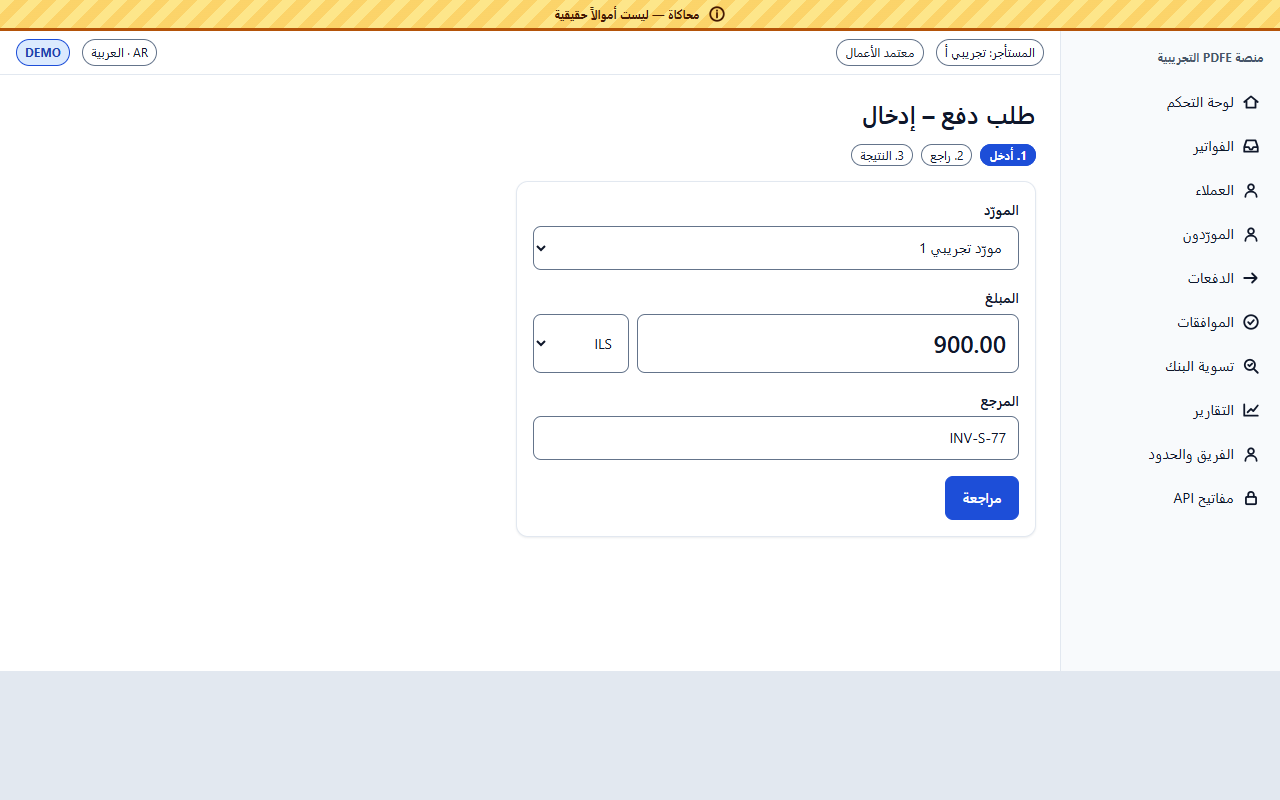 محاكاة — ليست أموالاً حقيقية
منصة PDFE التجريبية
لوحة التحكم
الفواتير
العملاء
المورّدون
الدفعات
الموافقات
تسوية البنك
التقارير
الفريق والحدود
مفاتيح API
المستأجر: تجريبي أ
معتمد الأعمال
AR · العربية
DEMO
طلب دفع – إدخال
1. أدخل
2. راجع
3. النتيجة
المورّد
مورّد تجريبي 1
المبلغ
900.00
ILS
المرجع
INV-S-77
مراجعة